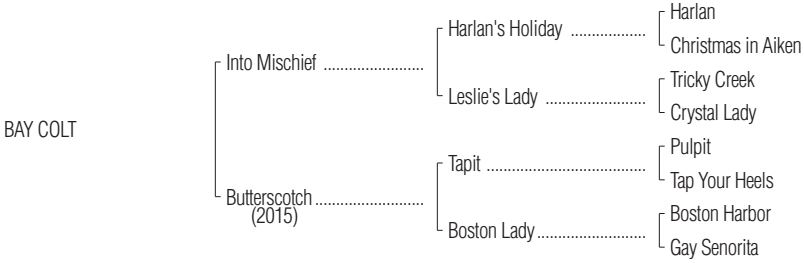 Harlan
Harlan's Holiday ..................
Christmas in Aiken
Into Mischief ........................
Tricky Creek
Leslie's Lady ........................
Crystal Lady
BAY COLT
Pulpit
Tapit ......................................
Tap Your Heels
Butterscotch ..........................
(2015)
Boston Harbor
Boston Lady..........................
Gay Senorita